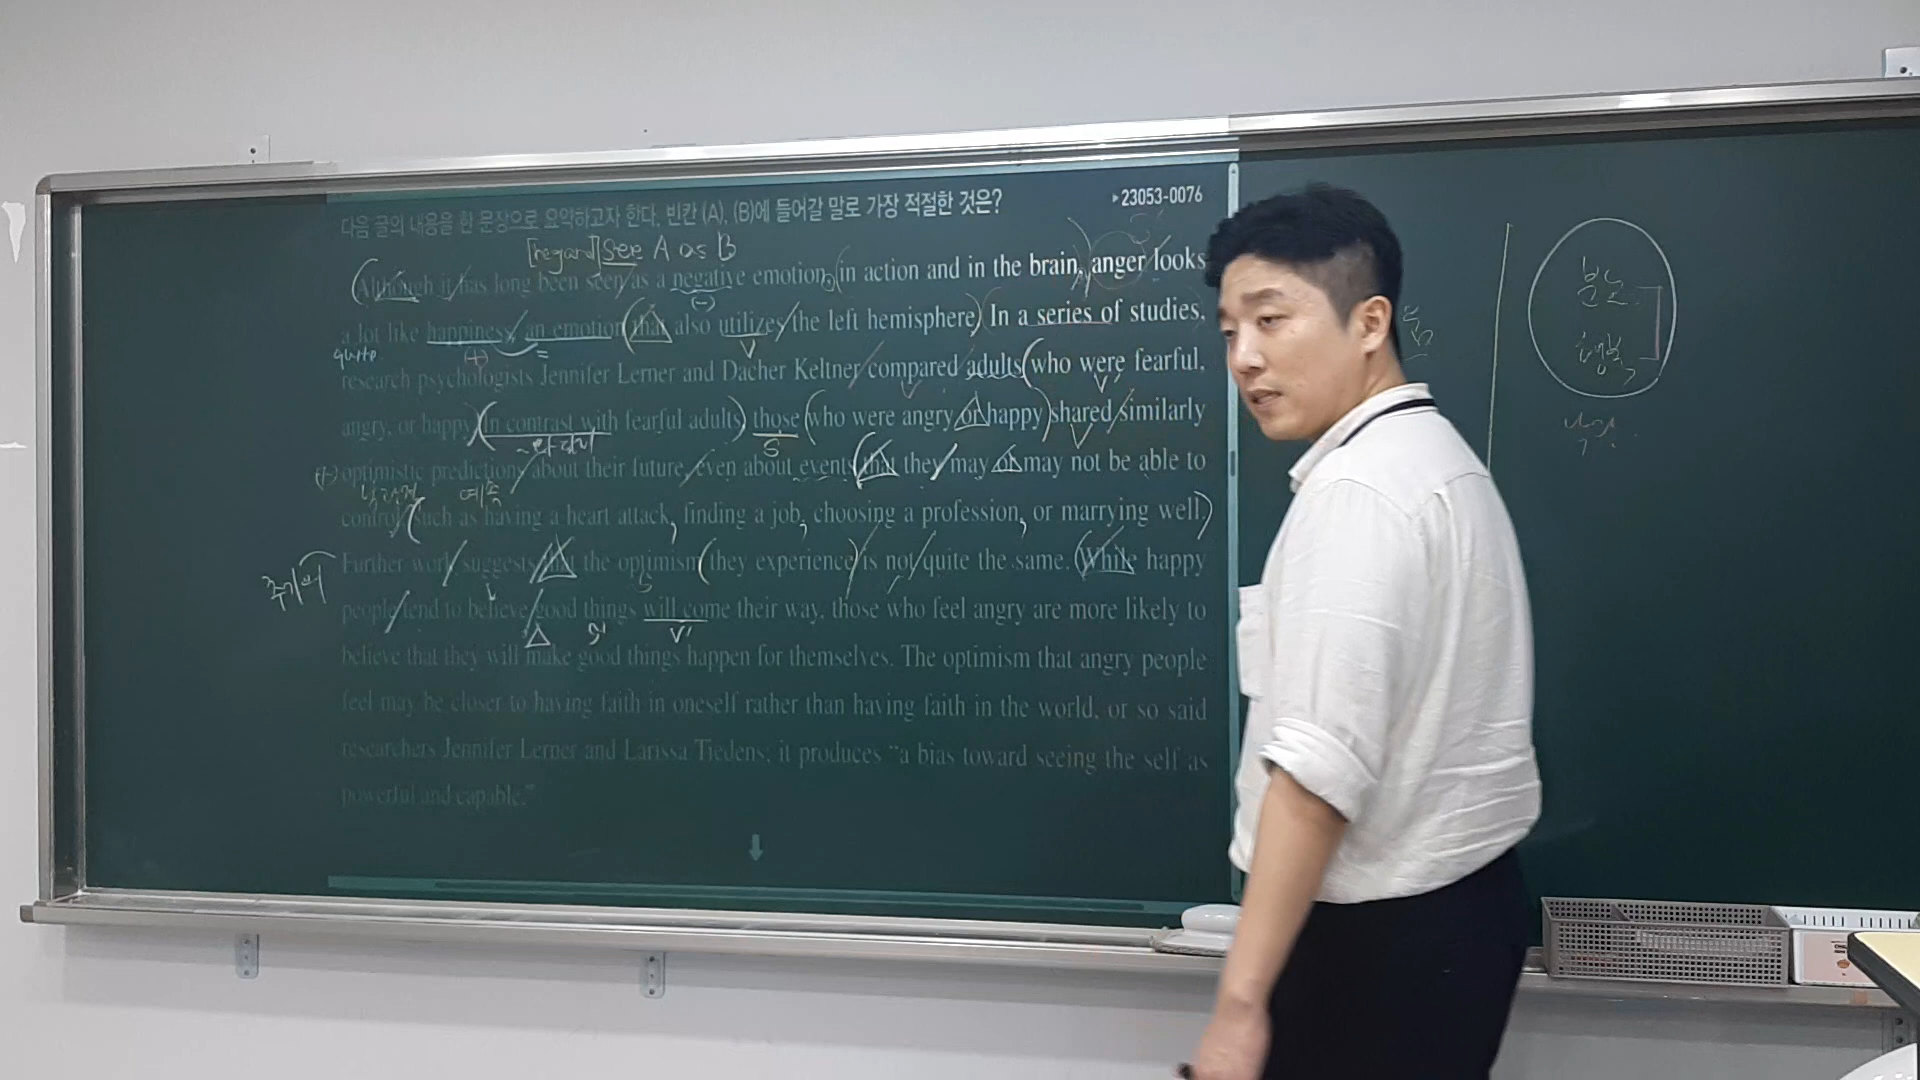 다음 글의 내용을 한 문장으로 요약하고자 한다. 빈칸 (A), (B)에 들어갈 말로 가장 적절한 것은? ▸23053-0076
[regard] see A as B
Although it has long been seen as a negative emotion, in action and in the brain, anger looks
(-)
a lot like happiness, an emotion that also utilizes the left hemisphere. In a series of studies,
quite (+) = V
research psychologists Jennifer Lerner and Dacher Keltner compared adults who were fearful,
V V'
angry, or happy. In contrast with fearful adults, those who were angry or happy shared similarly
S V
(+) optimistic predictions about their future, even about events that they may or may not be able to
예측
control, such as having a heart attack, finding a job, choosing a profession, or marrying well.
Further work suggests that the optimism they experience is not quite the same. While happy
V S
people tend to believe good things will come their way, those who feel angry are more likely to
S' V'
believe that they will make good things happen for themselves. The optimism that angry people
feel may be closer to having faith in oneself rather than having faith in the world, or so said
researchers Jennifer Lerner and Larissa Tiedens; it produces “a bias toward seeing the self as
powerful and capable.”
분노
행복